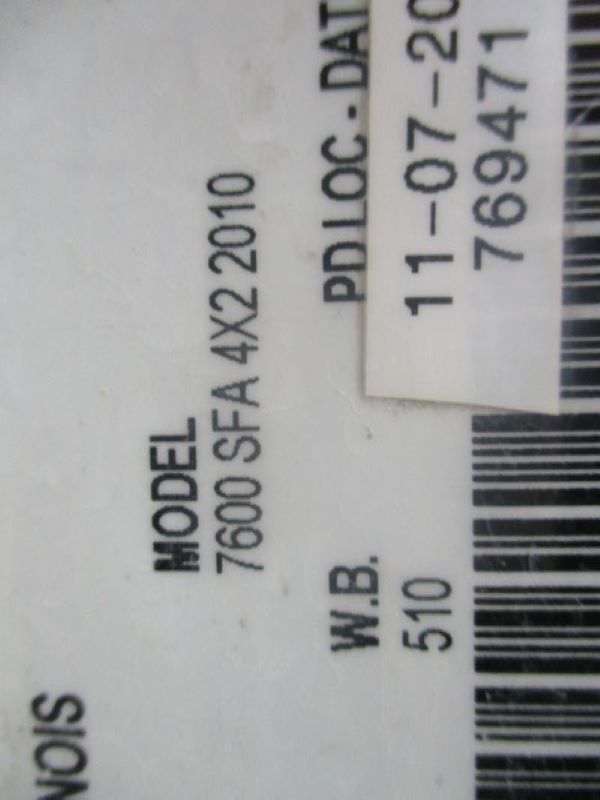 NOIS
MODEL
7600 SFA 4X2 2010
W.B.
510
PD LOC - DAT
11-07-20
769471